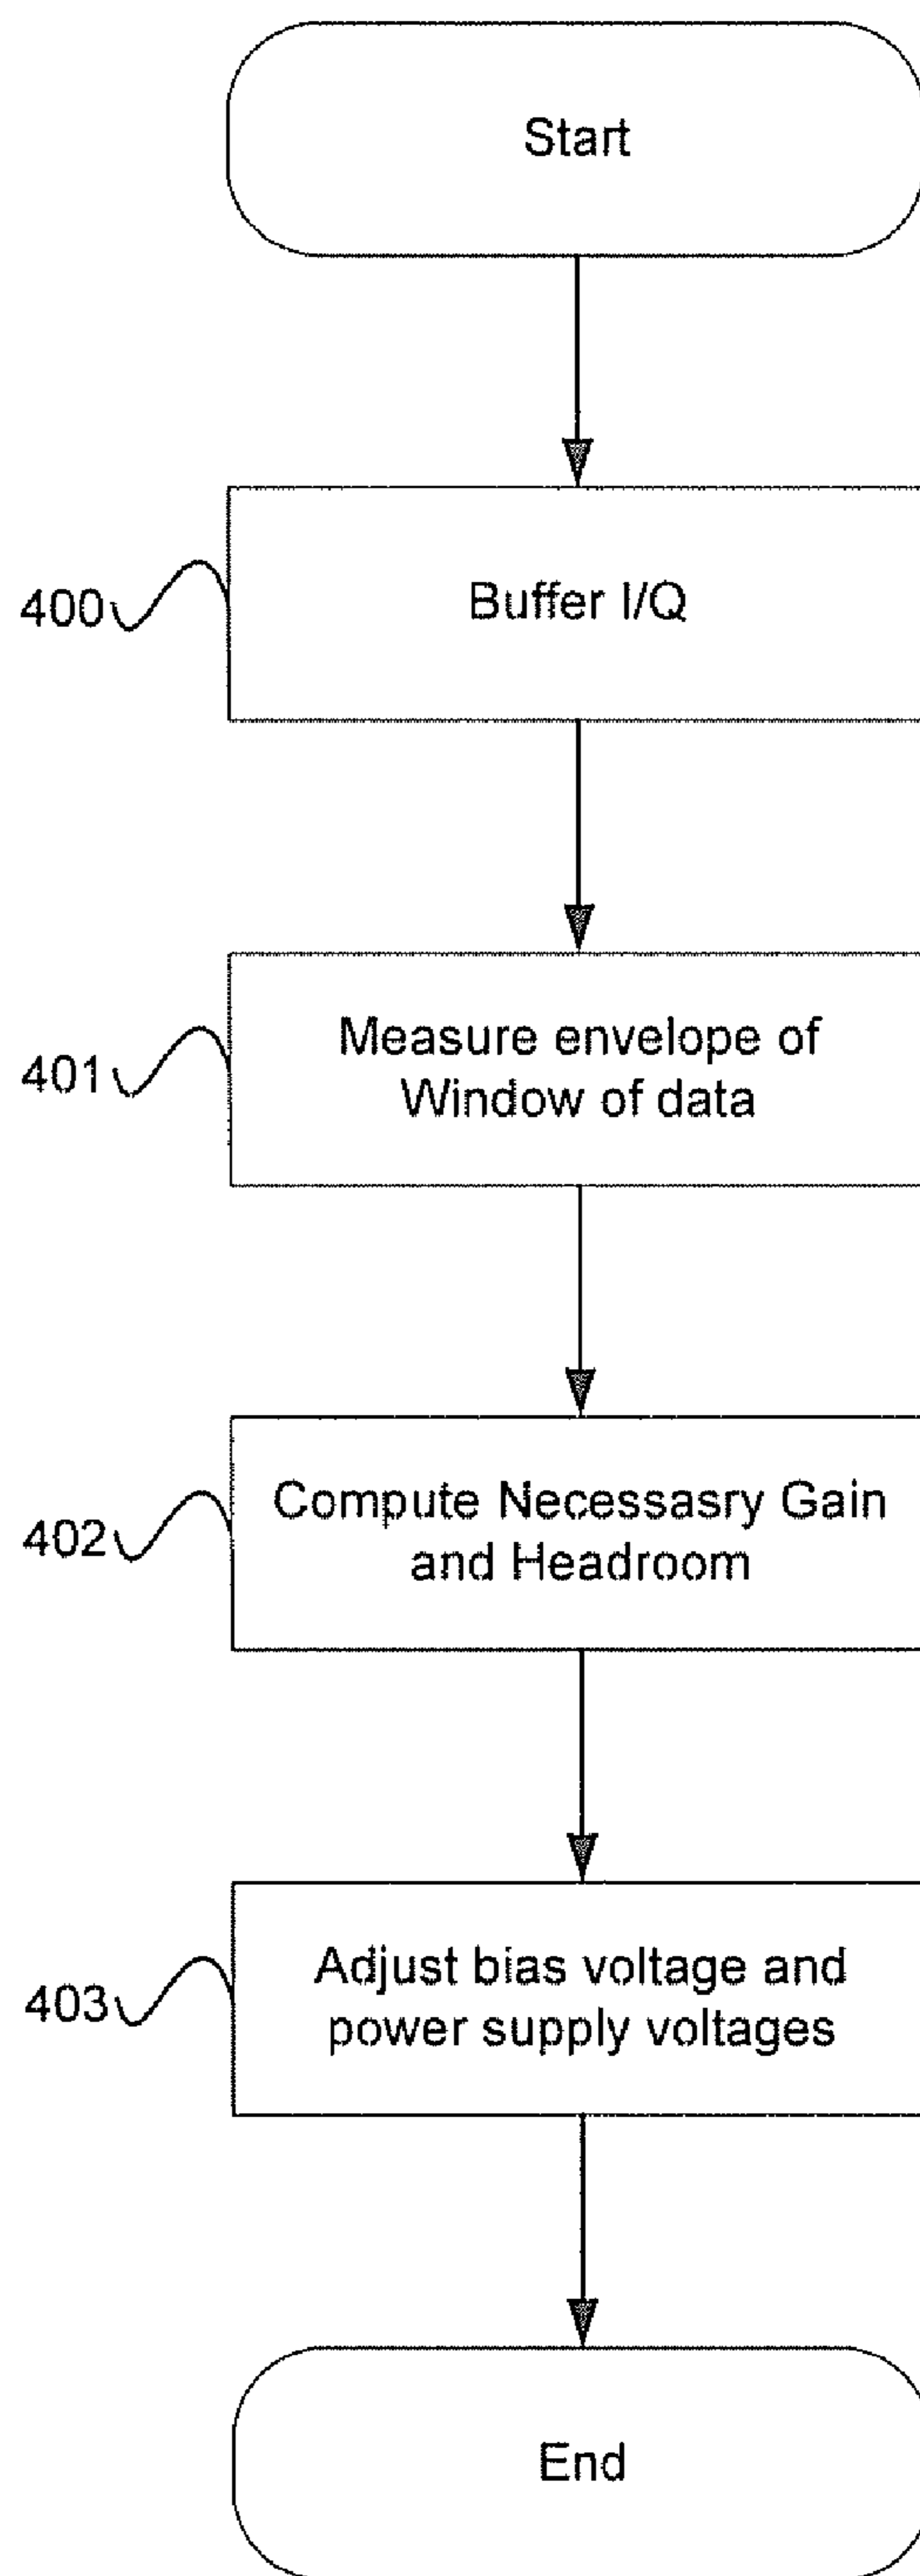 Start
400
Buffer I/Q
401
Measure envelope of
Window of data
402
Compute Necessasry Gain
and Headroom
403
Adjust bias voltage and
power supply voltages
End